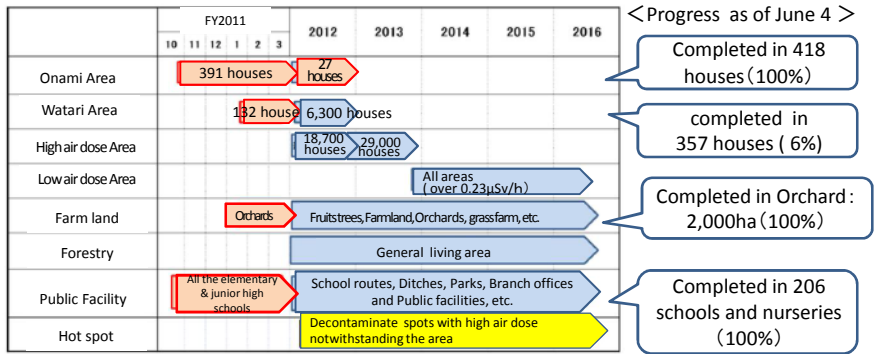 FY2011
2012
2013
2014
2015
2016
10 11 12 1 2 3
<Progress as of June 4 >
Onami Area
391 houses
27
houses
Completed in 418
houses(100%)
Watari Area
132 house
6,300 houses
completed in
357 houses ( 6%)
High air dose Area
18,700
houses
29,000
houses
Low air dose Area
All areas
( over 0.23μSv/h )
Farm land
Orchards
Fruitstrees, Farmland, Orchards, grassfarm, etc.
Completed in Orchard:
2,000ha(100%)
Forestry
General living area
Public Facility
All the elementary
& junior high
schools
School routes, Ditches, Parks, Branch offices
and Public facilities, etc.
Completed in 206
schools and nurseries
(100%)
Hot spot
Decontaminate spots with high air dose
notwithstanding the area